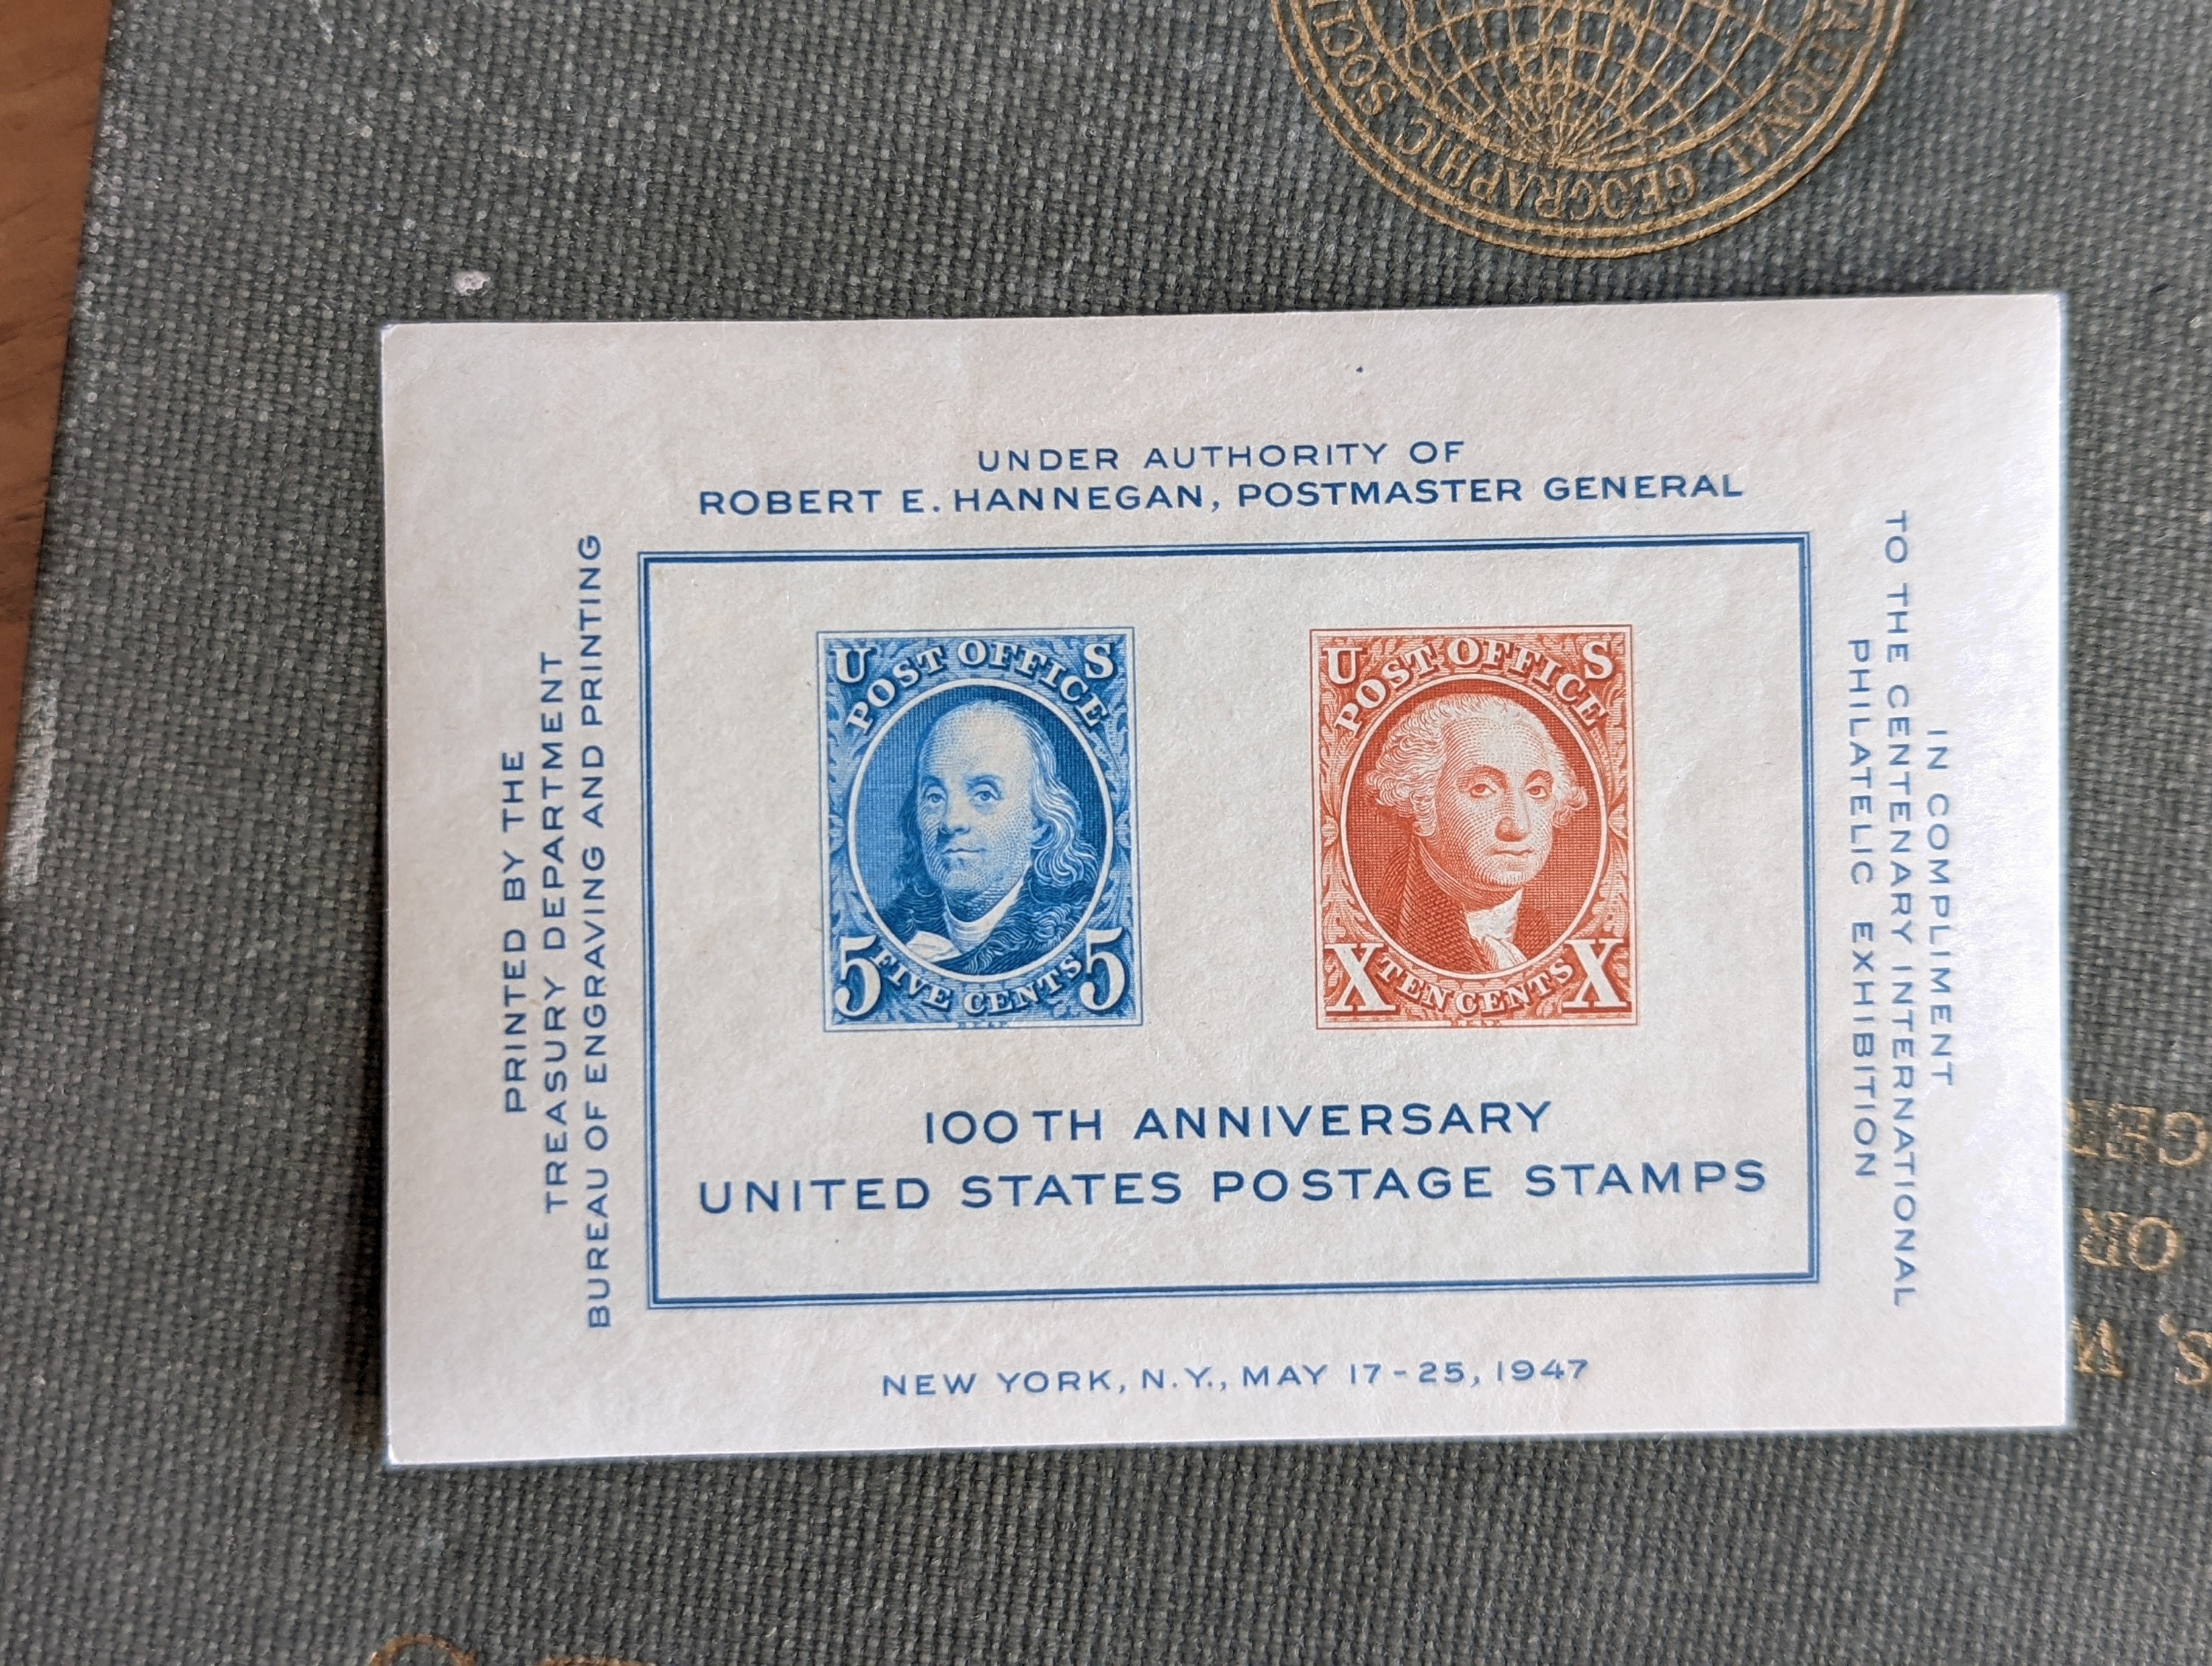 NATIONAL GEOGRAPHIC SOCI
UNDER AUTHORITY OF
ROBERT E. HANNEGAN, POSTMASTER GENERAL
PRINTED BY THE
TREASURY DEPARTMENT
BUREAU OF ENGRAVING AND PRINTING
U S
POST OFFICE
5 FIVE CENTS 5
U S
POST OFFICE
X TEN CENTS X
100TH ANNIVERSARY
UNITED STATES POSTAGE STAMPS
IN COMPLIMENT
TO THE CENTENARY INTERNATIONAL
PHILATELIC EXHIBITION
NEW YORK, N.Y., MAY 17-25, 1947
OR
S, M